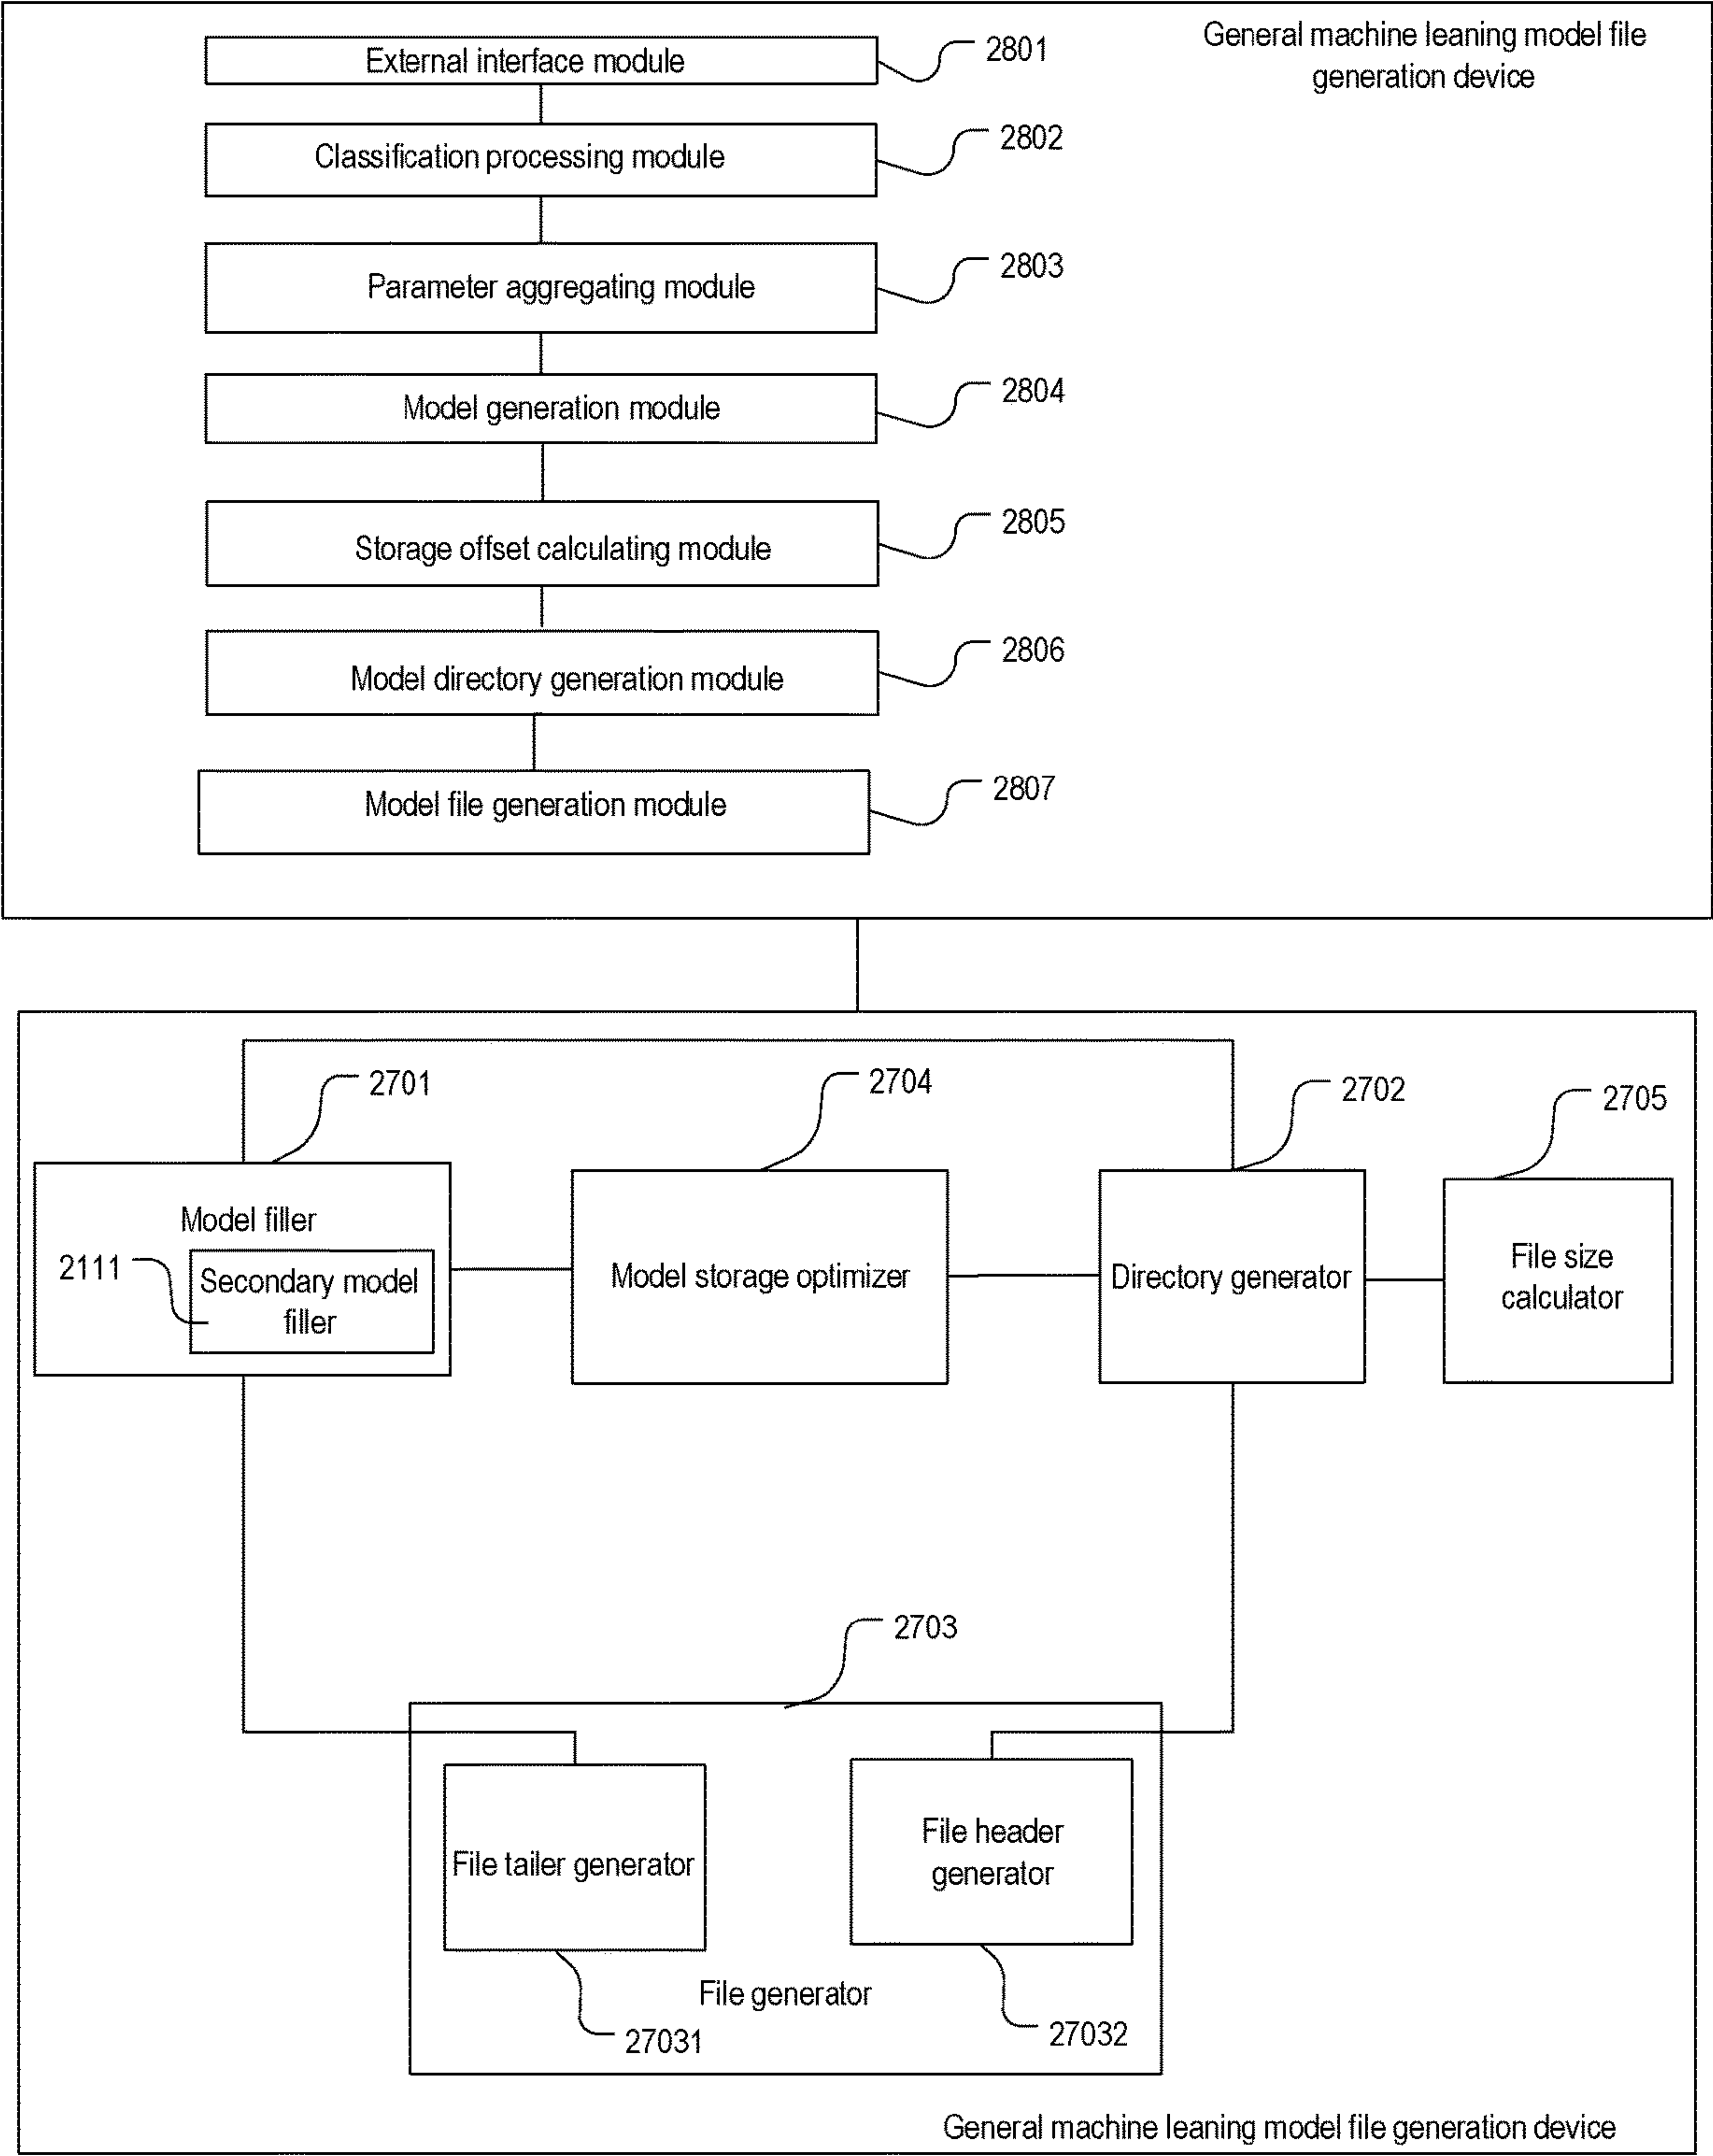 General machine leaning model file
generation device
External interface module
2801
Classification processing module
2802
Parameter aggregating module
2803
Model generation module
2804
Storage offset calculating module
2805
Model directory generation module
2806
Model file generation module
2807
2701
2704
2702
2705
Model filler
2111
Secondary model
filler
Model storage optimizer
Directory generator
File size
calculator
2703
File tailer generator
File header
generator
File generator
27031
27032
General machine leaning model file generation device